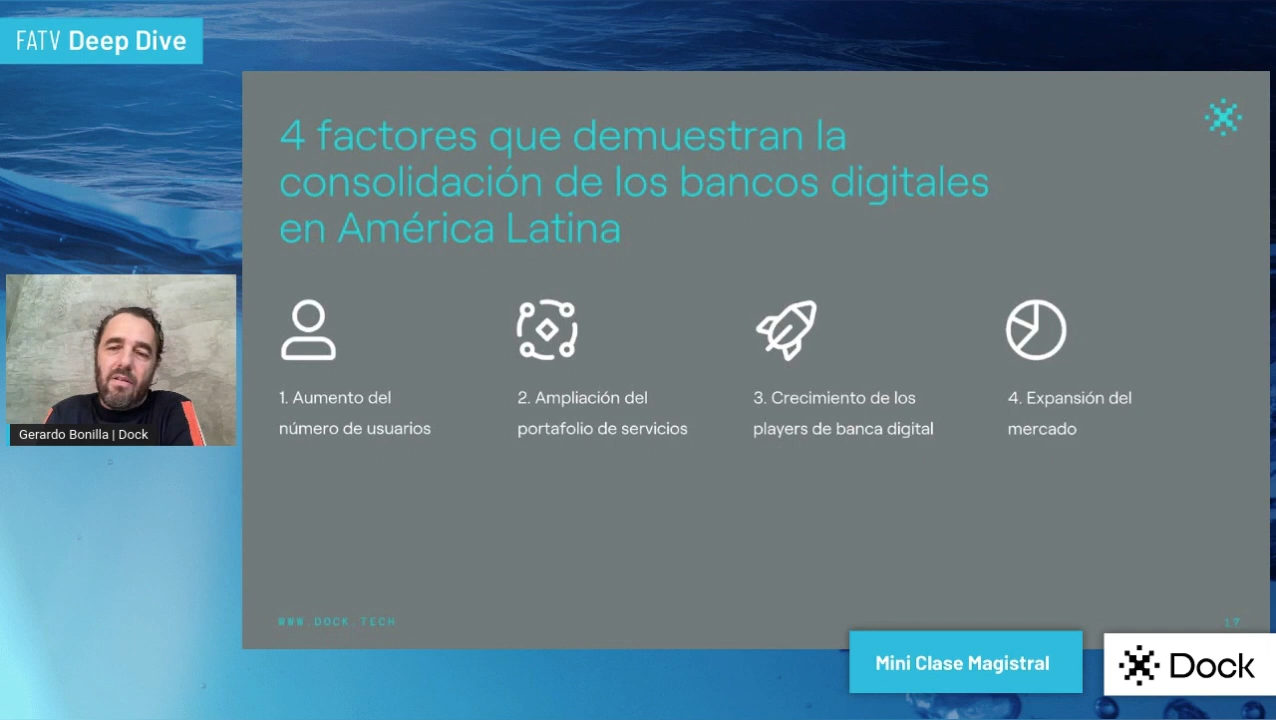 FATV Deep Dive
4 factores que demuestran la
consolidación de los bancos digitales
en América Latina
1. Aumento del
número de usuarios
2. Ampliación del
portafolio de servicios
3. Crecimiento de los
players de banca digital
4. Expansión del
mercado
Gerardo Bonilla | Dock
WWW.DOCK.TECH
17
Mini Clase Magistral
Dock